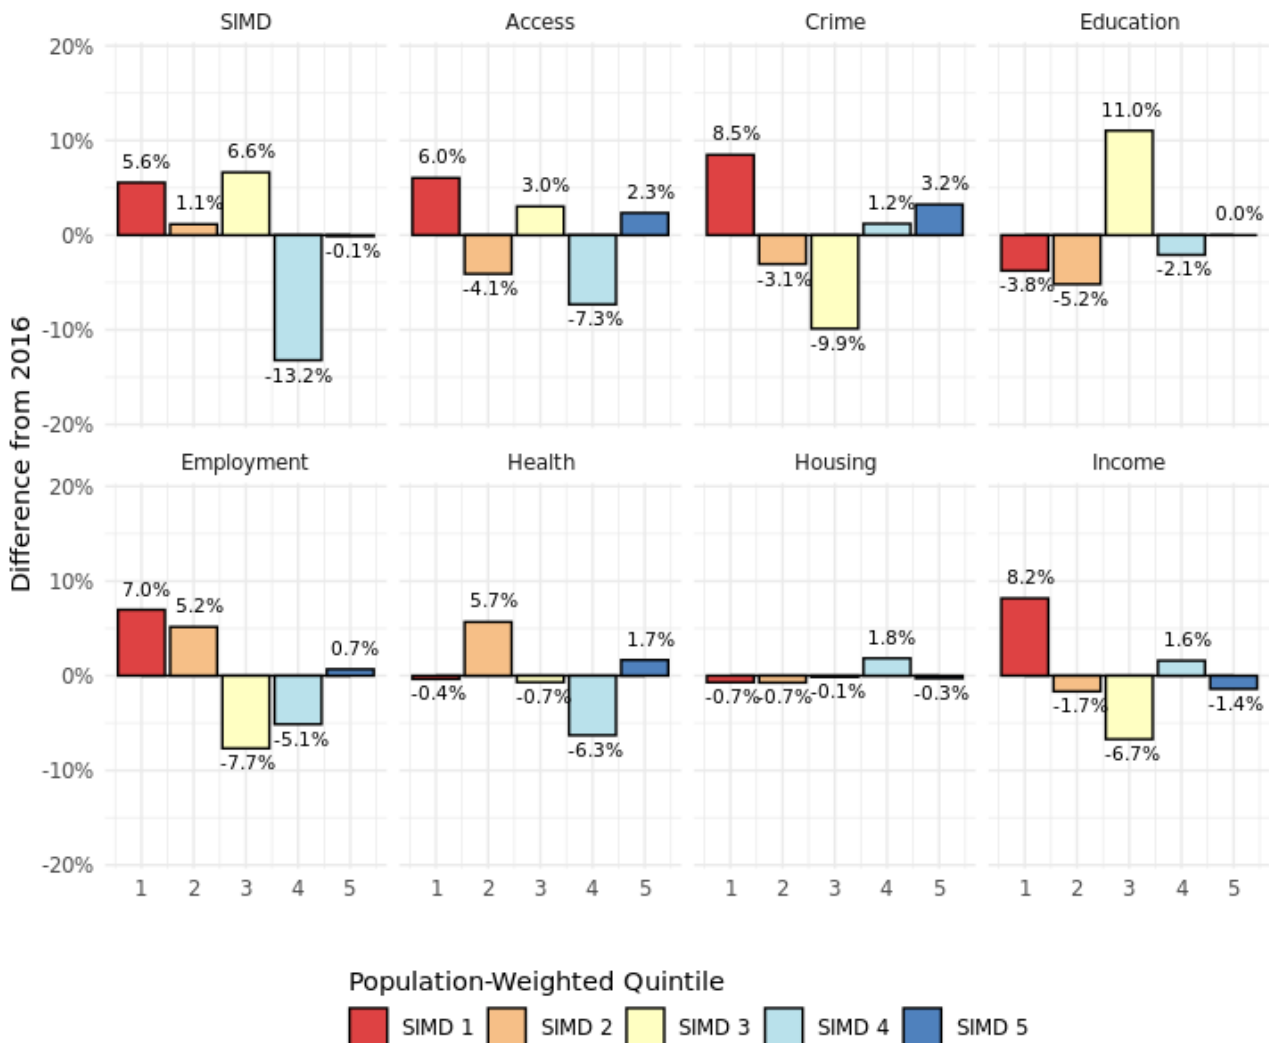 SIMD Access Crime Education
20%
10%
0%
-10%
-20%
5.6% 1.1% 6.6% -13.2% -0.1%
6.0% -4.1% 3.0% -7.3% 2.3%
8.5% -3.1% -9.9% 1.2% 3.2%
-3.8% -5.2% 11.0% -2.1% 0.0%
Difference from 2016
Employment Health Housing Income
20%
10%
0%
-10%
-20%
7.0% 5.2% -7.7% -5.1% 0.7%
-0.4% 5.7% -0.7% -6.3% 1.7%
-0.7% -0.7% -0.1% 1.8% -0.3%
8.2% -1.7% -6.7% 1.6% -1.4%
1 2 3 4 5 1 2 3 4 5 1 2 3 4 5 1 2 3 4 5
Population-Weighted Quintile
SIMD 1 SIMD 2 SIMD 3 SIMD 4 SIMD 5